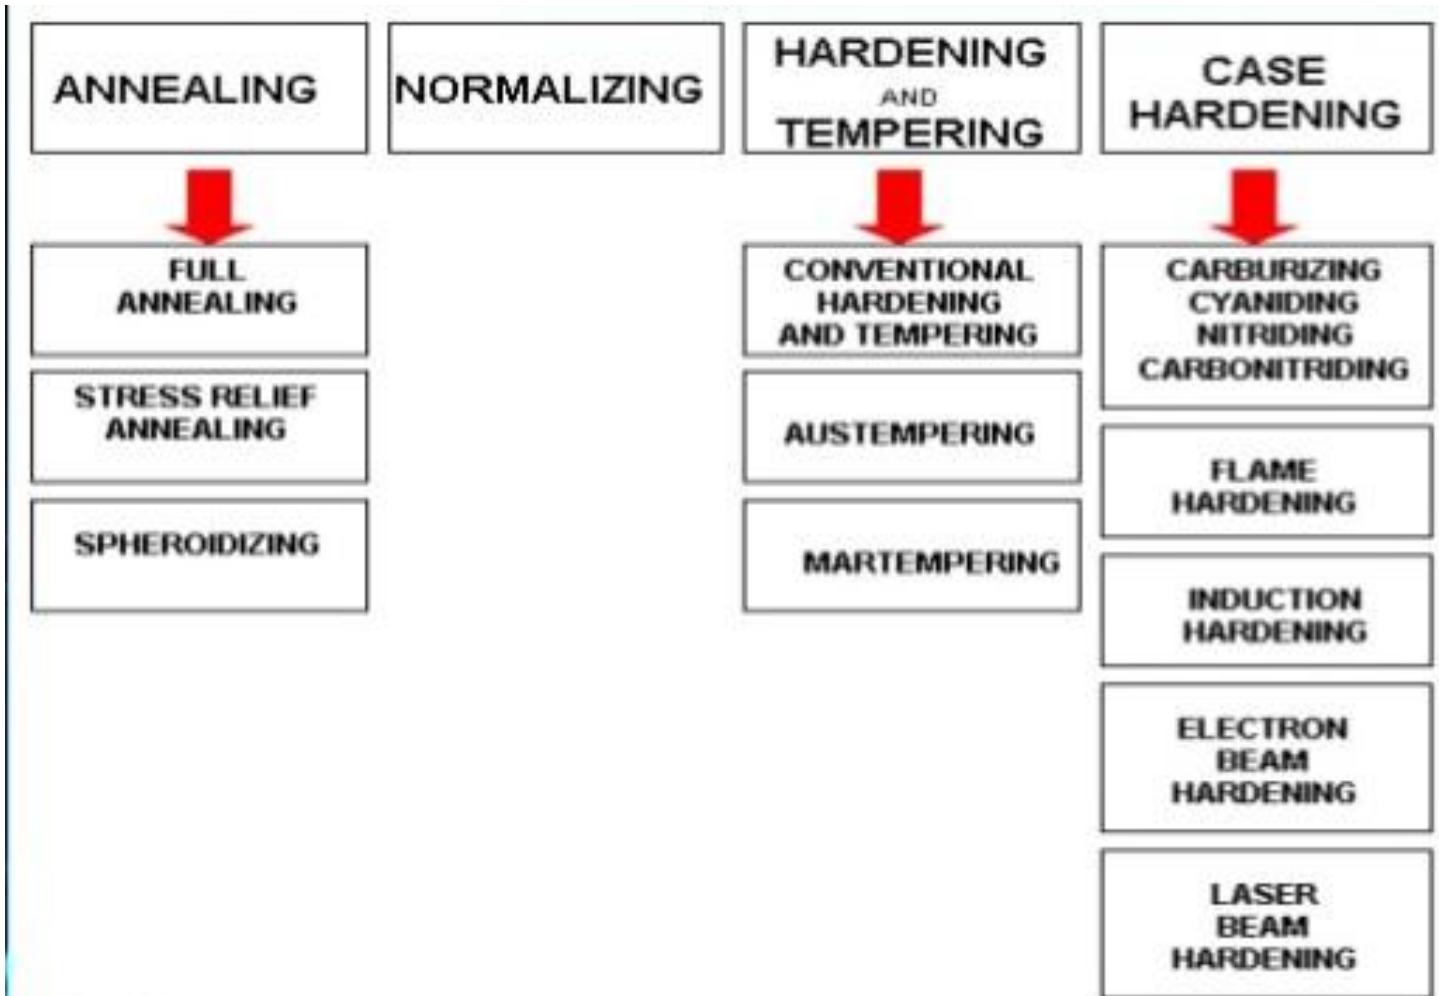 ANNEALING
NORMALIZING
HARDENING
AND
TEMPERING
CASE
HARDENING
FULL
ANNEALING
STRESS RELIEF
ANNEALING
SPHEROIDIZING
CONVENTIONAL
HARDENING
AND TEMPERING
AUSTEMPERING
MARTEMPERING
CARBURIZING
CYANIDING
NITRIDING
CARBONITRIDING
FLAME
HARDENING
INDUCTION
HARDENING
ELECTRON
BEAM
HARDENING
LASER
BEAM
HARDENING